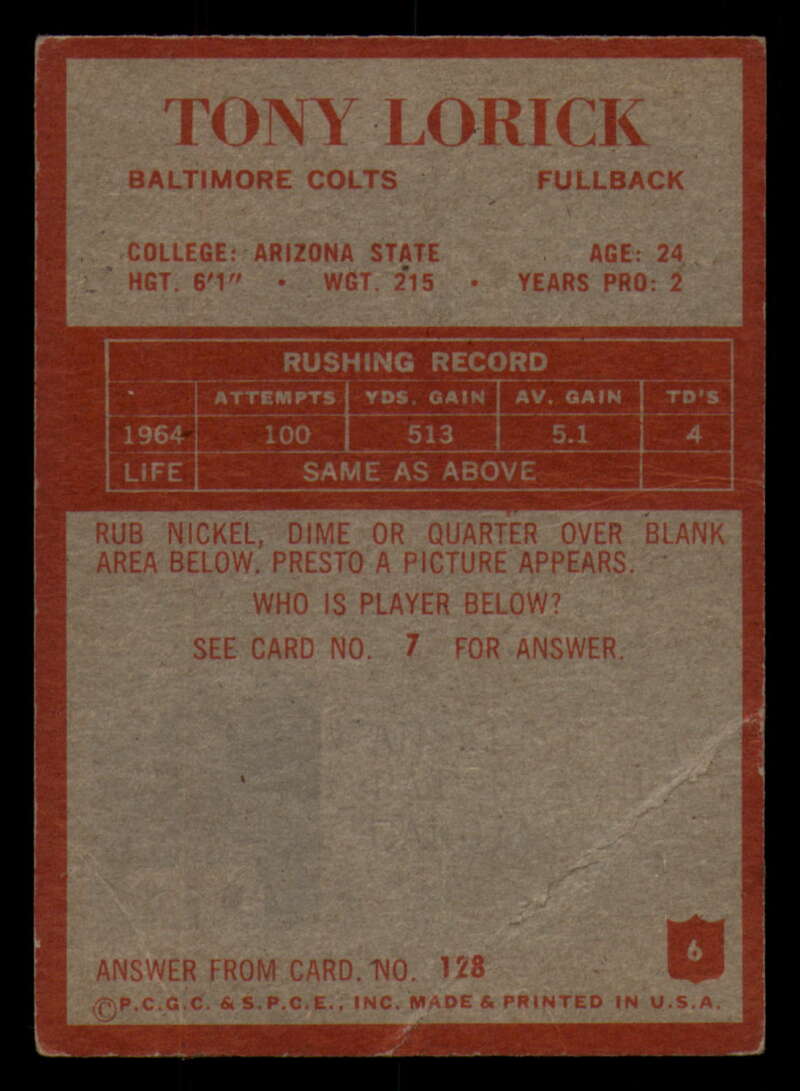 TONY LORICK
BALTIMORE COLTS FULLBACK
COLLEGE: ARIZONA STATE AGE: 24
HGT. 6'1" • WGT. 215 • YEARS PRO: 2
RUSHING RECORD
ATTEMPTS YDS. GAIN AV. GAIN TD'S
1964 100 513 5.1 4
LIFE SAME AS ABOVE
RUB NICKEL, DIME OR QUARTER OVER BLANK
AREA BELOW. PRESTO A PICTURE APPEARS.
WHO IS PLAYER BELOW?
SEE CARD NO. 7 FOR ANSWER.
6
ANSWER FROM CARD. NO. 128
©P.C.G.C. & S.P.C.E., INC. MADE & PRINTED IN U.S.A.